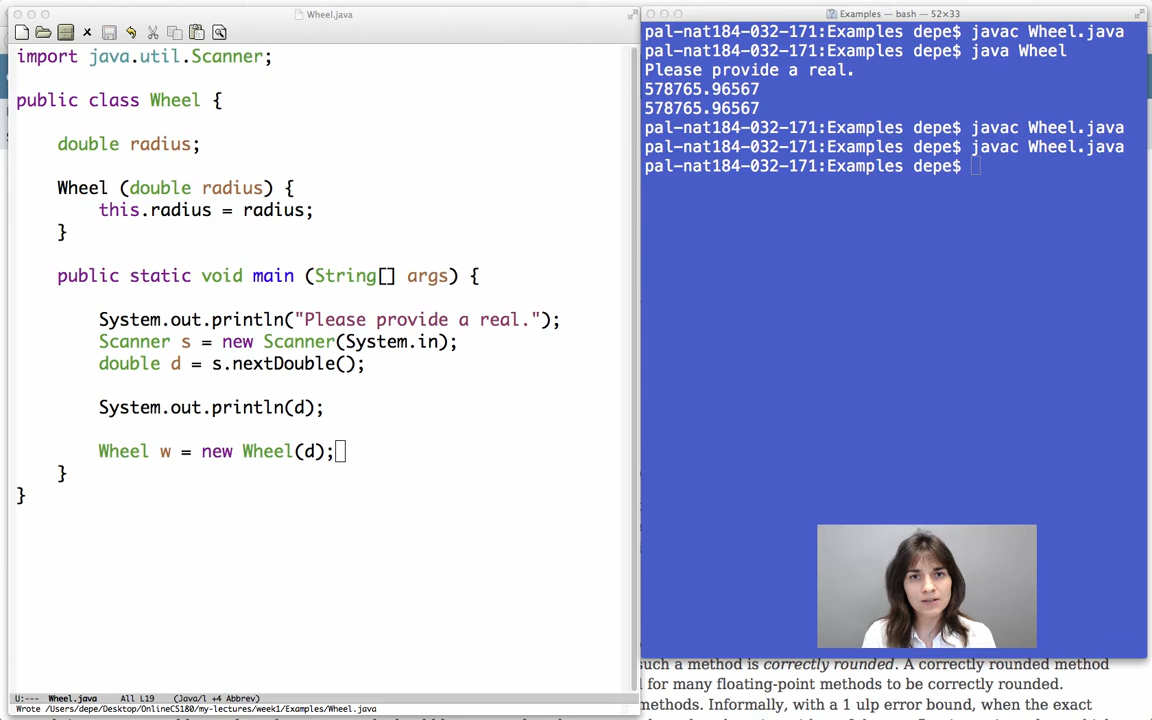 Wheel.java
import java.util.Scanner;
public class Wheel {
double radius;
Wheel (double radius) {
this.radius = radius;
}
public static void main (String[] args) {
System.out.println("Please provide a real.");
Scanner s = new Scanner(System.in);
double d = s.nextDouble();
System.out.println(d);
Wheel w = new Wheel(d);
}
}
U:--- Wheel.java All L19 (Java/l +4 Abbrev)
Wrote /Users/depe/Desktop/OnlineCS180/my-lectures/week1/Examples/Wheel.java
Examples — bash — 52×33
pal-nat184-032-171:Examples depe$ javac Wheel.java
pal-nat184-032-171:Examples depe$ java Wheel
Please provide a real.
578765.96567
578765.96567
pal-nat184-032-171:Examples depe$ javac Wheel.java
pal-nat184-032-171:Examples depe$ javac Wheel.java
pal-nat184-032-171:Examples depe$
such a method is correctly rounded. A correctly rounded method
for many floating-point methods to be correctly rounded.
methods. Informally, with a 1 ulp error bound, when the exact